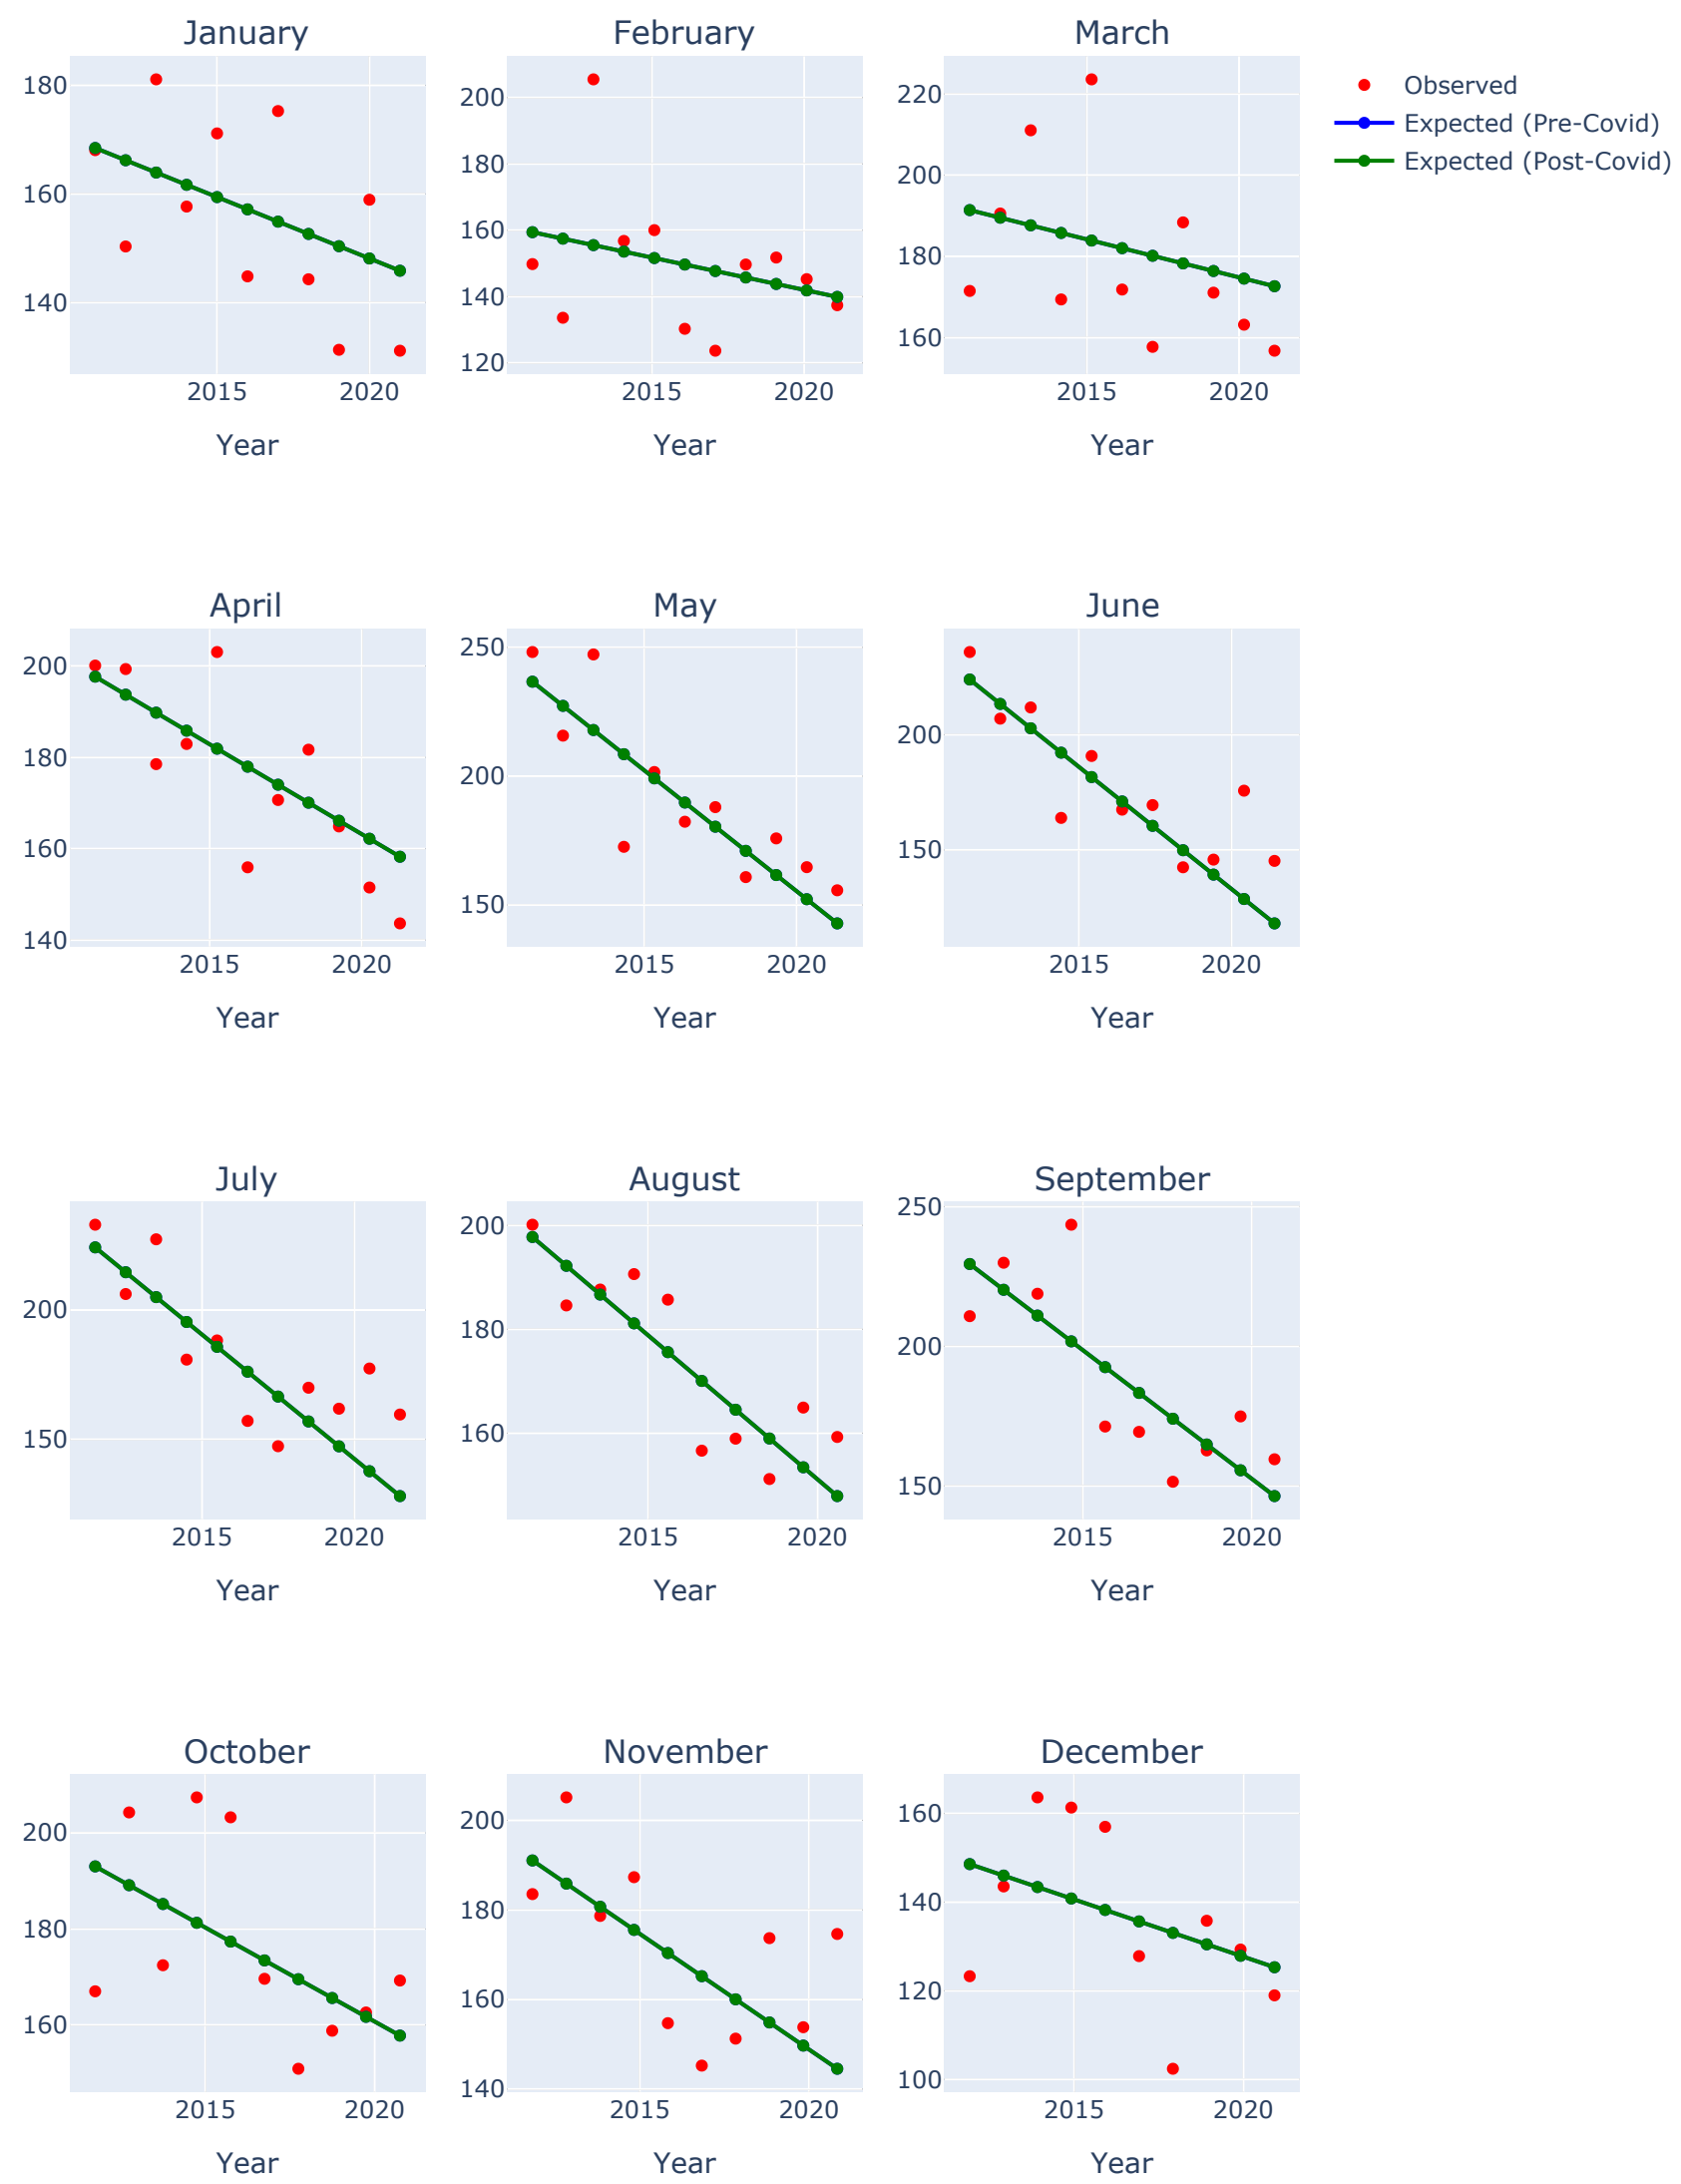 January February March
180
160
140
2015 2020
Year
200
180
160
140
120
2015 2020
Year
220
200
180
160
2015 2020
Year
Observed
Expected (Pre-Covid)
Expected (Post-Covid)
April May June
200
180
160
140
2015 2020
Year
250
200
150
2015 2020
Year
200
150
2015 2020
Year
July August September
200
150
2015 2020
Year
200
180
160
2015 2020
Year
250
200
150
2015 2020
Year
October November December
200
180
160
2015 2020
Year
200
180
160
140
2015 2020
Year
160
140
120
100
2015 2020
Year